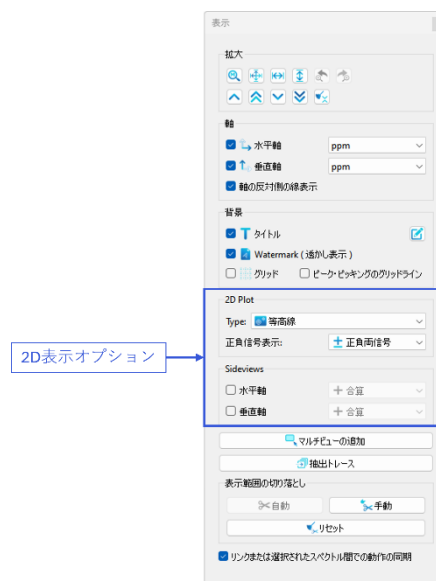 表示
拡大
軸
水平軸 ppm
垂直軸 ppm
軸の反対側の線表示
背景
タイトル
Watermark ( 透かし表示 )
グリッド ピーク・ピッキングのグリッドライン
2D Plot
Type: 等高線
正負信号表示: 正負両信号
2D表示オプション
Sideviews
水平軸 合算
垂直軸 合算
マルチビューの追加
抽出トレース
表示範囲の切り落とし
自動 手動
リセット
リンクまたは選択されたスペクトル間での動作の同期